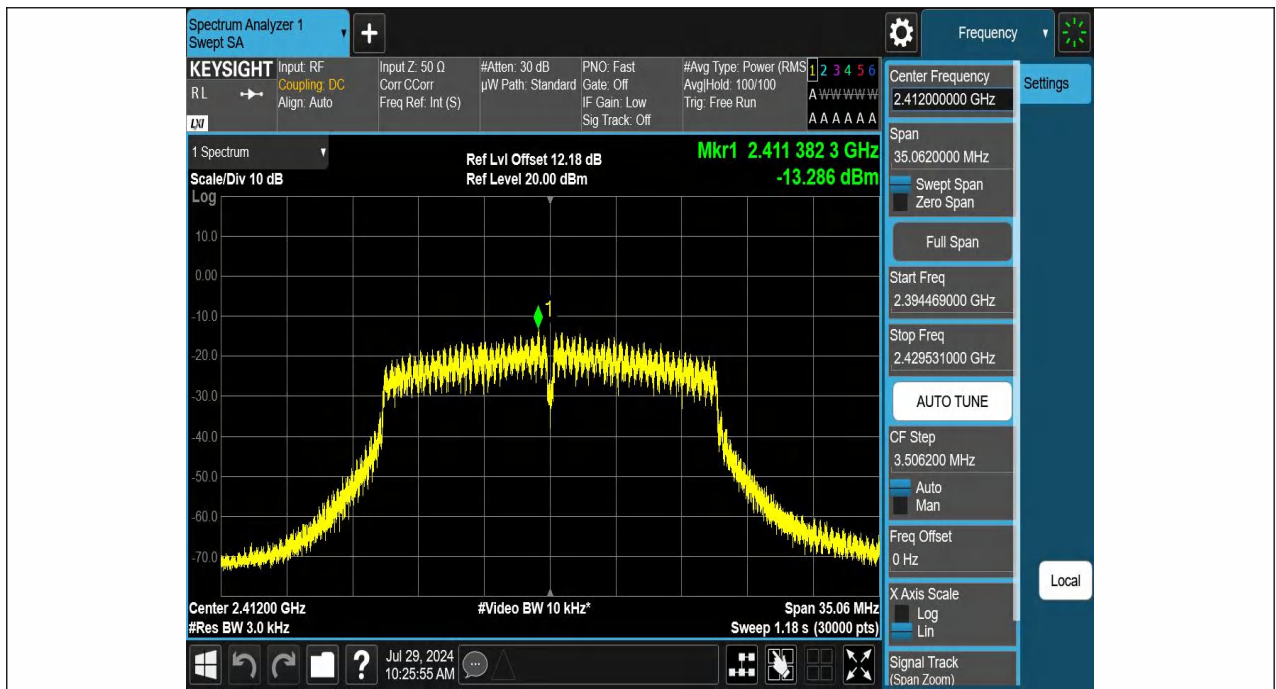 Spectrum Analyzer 1
Swept SA
+
Frequency
KEYSIGHT
RL
LXI
Input: RF
Coupling: DC
Align: Auto
Input Z: 50 Ω
Corr CCorr
Freq Ref: Int (S)
#Atten: 30 dB
µW Path: Standard
PNO: Fast
Gate: Off
IF Gain: Low
Sig Track: Off
#Avg Type: Power (RMS
Avg|Hold: 100/100
Trig: Free Run
1 2 3 4 5 6
A W W W W W
A A A A A A
1 Spectrum
Scale/Div 10 dB
Ref Lvl Offset 12.18 dB
Ref Level 20.00 dBm
Mkr1 2.411 382 3 GHz
-13.286 dBm
Log
10.0
0.00
-10.0
-20.0
-30.0
-40.0
-50.0
-60.0
-70.0
1
Center 2.41200 GHz
#Res BW 3.0 kHz
#Video BW 10 kHz*
Span 35.06 MHz
Sweep 1.18 s (30000 pts)
?
Jul 29, 2024
10:25:55 AM
Center Frequency
2.412000000 GHz
Span
35.0620000 MHz
Swept Span
Zero Span
Full Span
Start Freq
2.394469000 GHz
Stop Freq
2.429531000 GHz
AUTO TUNE
CF Step
3.506200 MHz
Auto
Man
Freq Offset
0 Hz
X Axis Scale
Log
Lin
Signal Track
(Span Zoom)
Settings
Local